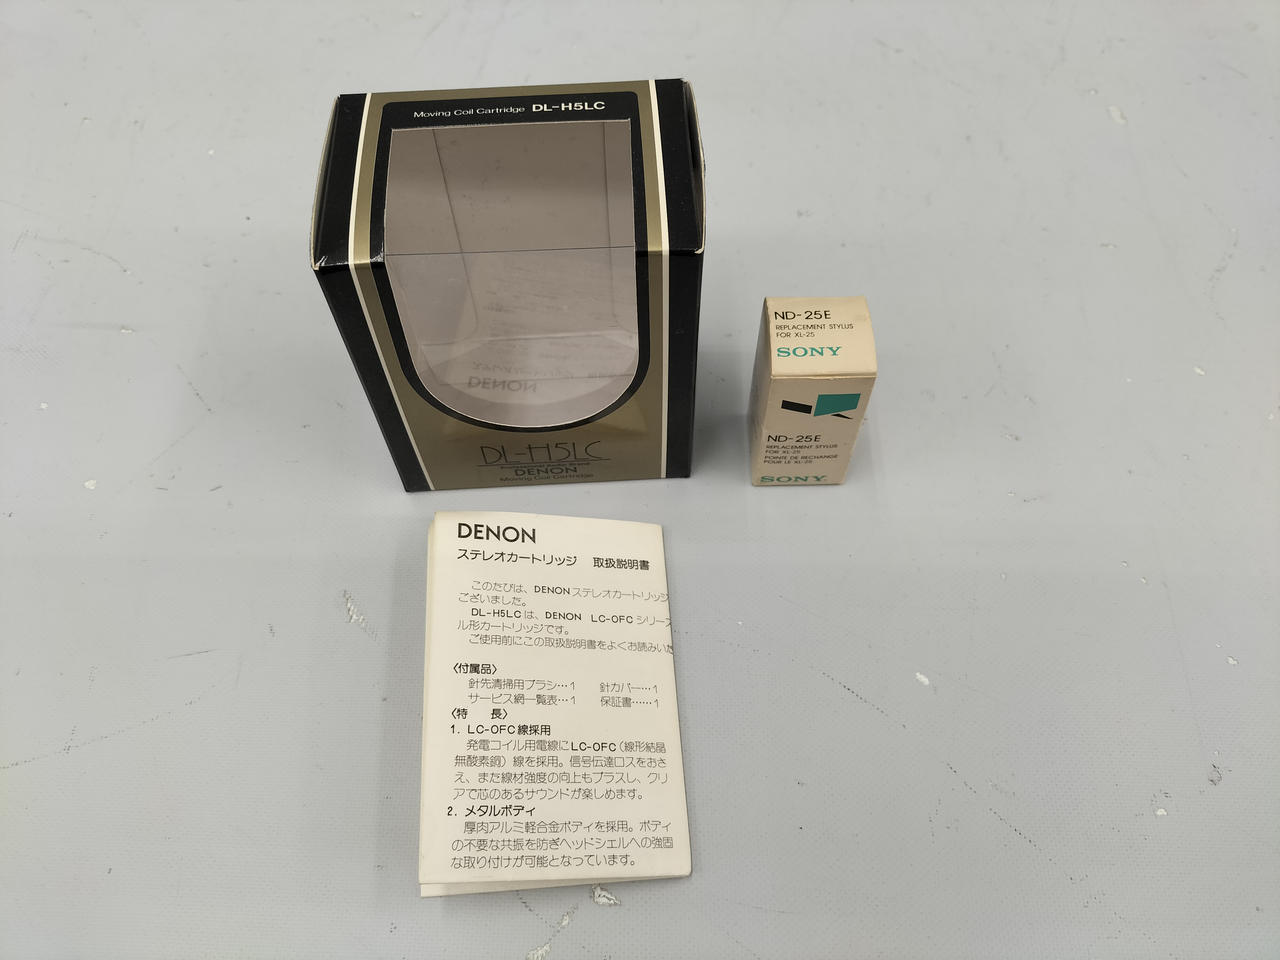 Moving Coil Cartridge DL-H5LC
DENON
DL-H5LC
Professional Audio Brand
DENON
Moving Coil Cartridge
ND-25E
REPLACEMENT STYLUS
FOR XL-25
SONY
ND-25E
REPLACEMENT STYLUS
FOR XL-25
POINTE DE RECHANGE
POUR LE XL-25
SONY
DENON
ステレオカートリッジ 取扱説明書
このたびは、DENONステレオカートリッジ
ございました。
DL-H5LCは、DENON LC-OFCシリーズ
ル形カートリッジです。
ご使用前にこの取扱説明書をよくお読みいた
〈付属品〉
針先清掃用ブラシ…1 針カバー…1
サービス網一覧表…1 保証書……1
〈特 長〉
1. LC-OFC線採用
発電コイル用電線にLC-OFC（線形結晶
無酸素銅）線を採用。信号伝達ロスをおさ
え、また線材強度の向上もプラスし、クリ
アで芯のあるサウンドが楽しめます。
2. メタルボディ
厚肉アルミ軽合金ボディを採用。ボディ
の不要な共振を防ぎヘッドシェルへの強固
な取り付けが可能となっています。